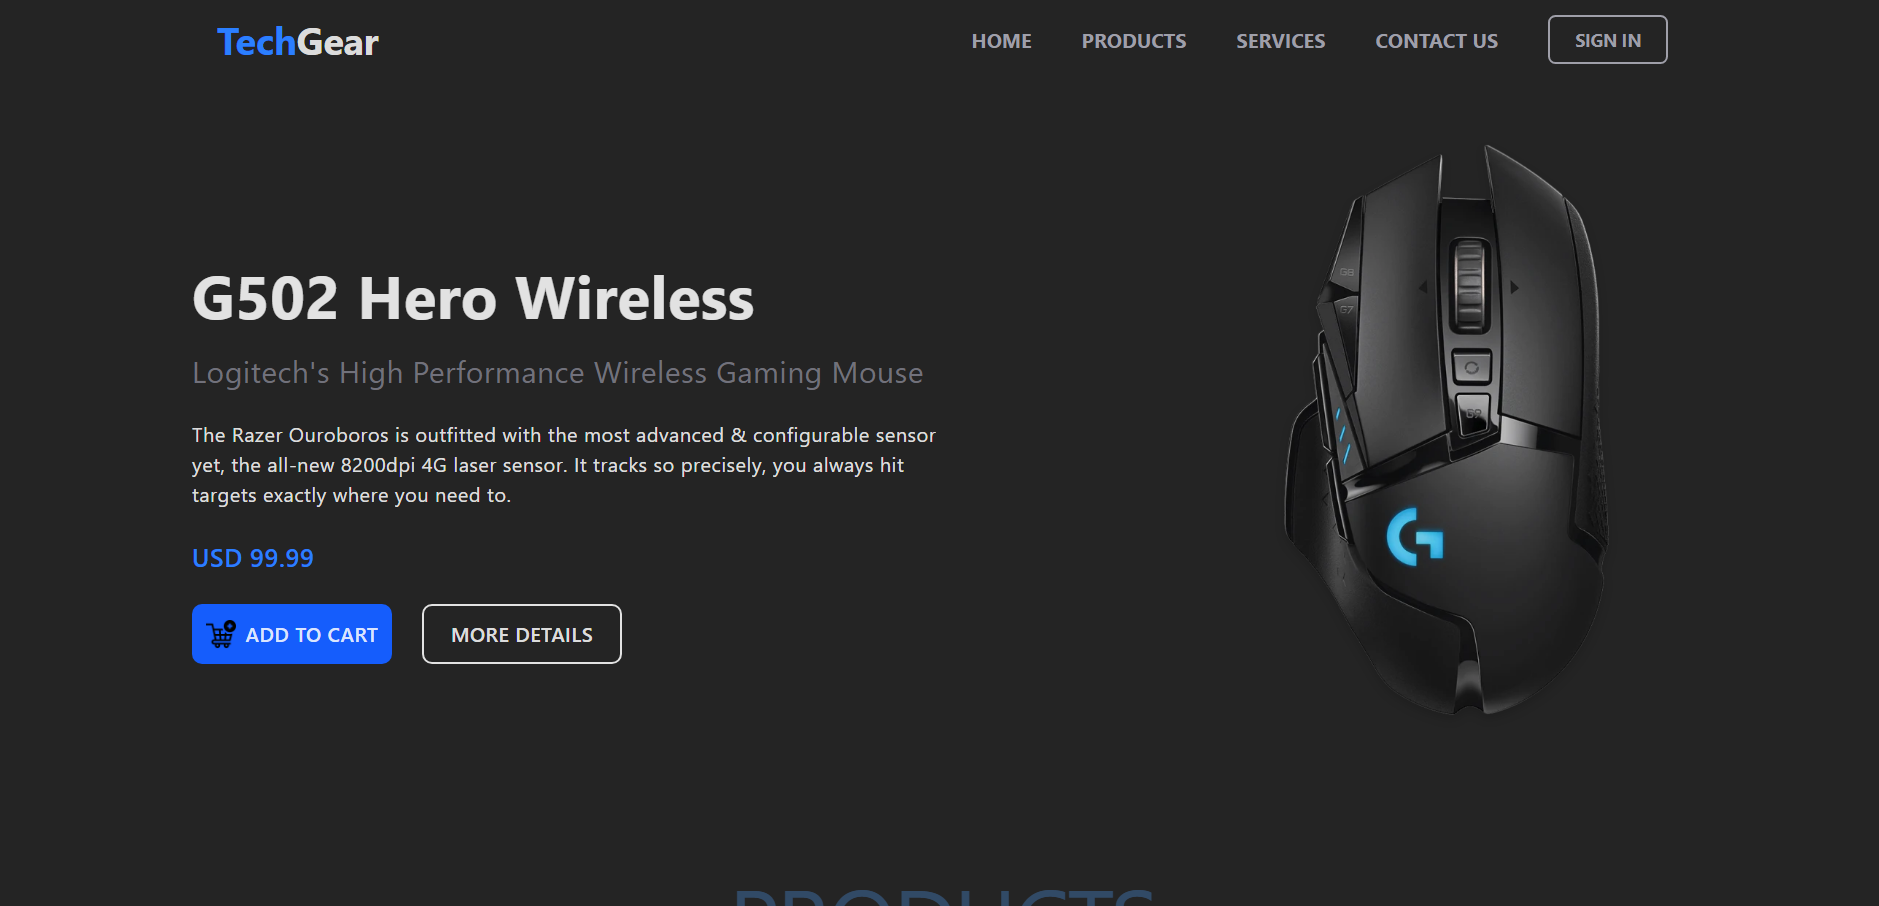 TechGear
HOME
PRODUCTS
SERVICES
CONTACT US
SIGN IN
G502 Hero Wireless
Logitech's High Performance Wireless Gaming Mouse
The Razer Ouroboros is outfitted with the most advanced & configurable sensor
yet, the all-new 8200dpi 4G laser sensor. It tracks so precisely, you always hit
targets exactly where you need to.
USD 99.99
ADD TO CART
MORE DETAILS
G8
G7
G9
G
PRODUCTS